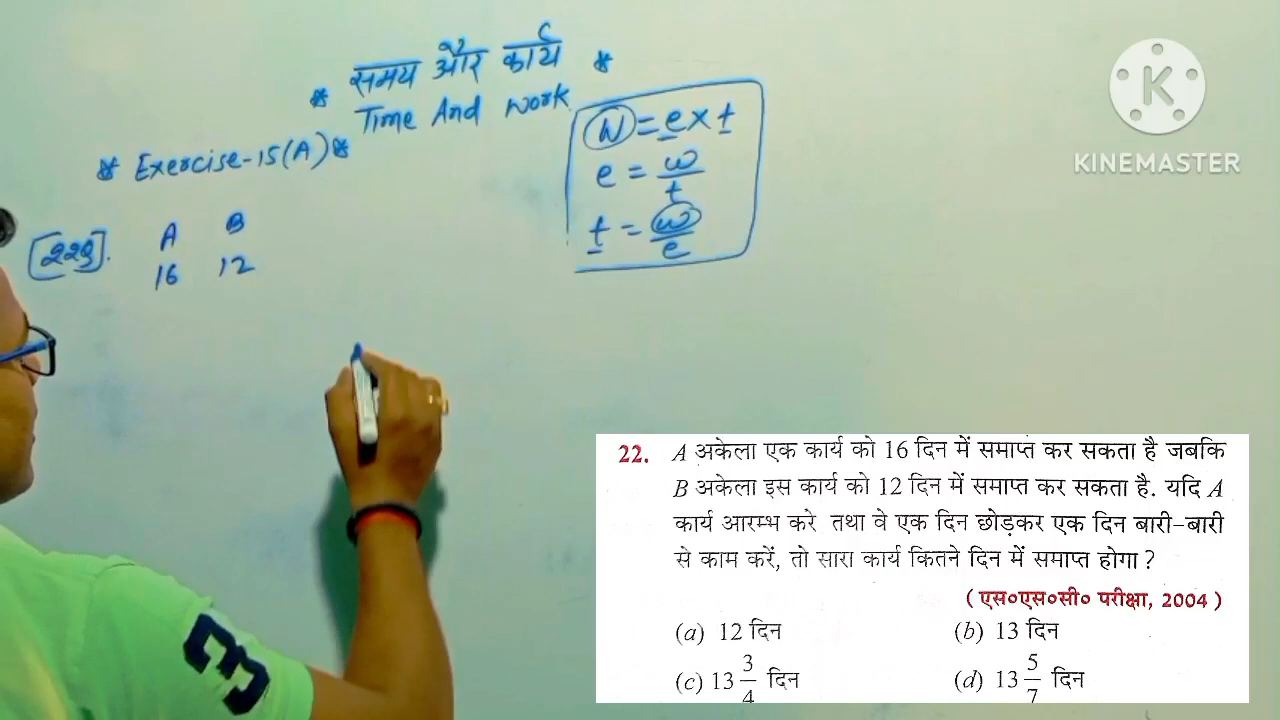 * समय और कार्य *
Time And Work
* Exercise-15(A) *
W = e x t
e = w/t
t = w/e
A B
16 12
K
KINEMASTER
22. A अकेला एक कार्य को 16 दिन में समाप्त कर सकता है जबकि
B अकेला इस कार्य को 12 दिन में समाप्त कर सकता है. यदि A
कार्य आरम्भ करे तथा वे एक दिन छोड़कर एक दिन बारी-बारी
से काम करें, तो सारा कार्य कितने दिन में समाप्त होगा ?
( एस०एस०सी० परीक्षा, 2004 )
(a) 12 दिन (b) 13 दिन
(c) 13 3/4 दिन (d) 13 5/7 दिन